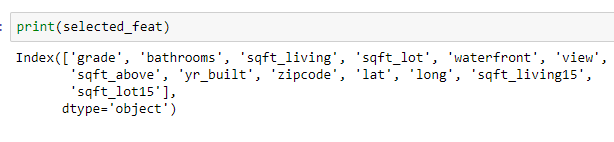 print(selected_feat)
Index(['grade', 'bathrooms', 'sqft_living', 'sqft_lot', 'waterfront', 'view',
'sqft_above', 'yr_built', 'zipcode', 'lat', 'long', 'sqft_living15',
'sqft_lot15'],
dtype='object')